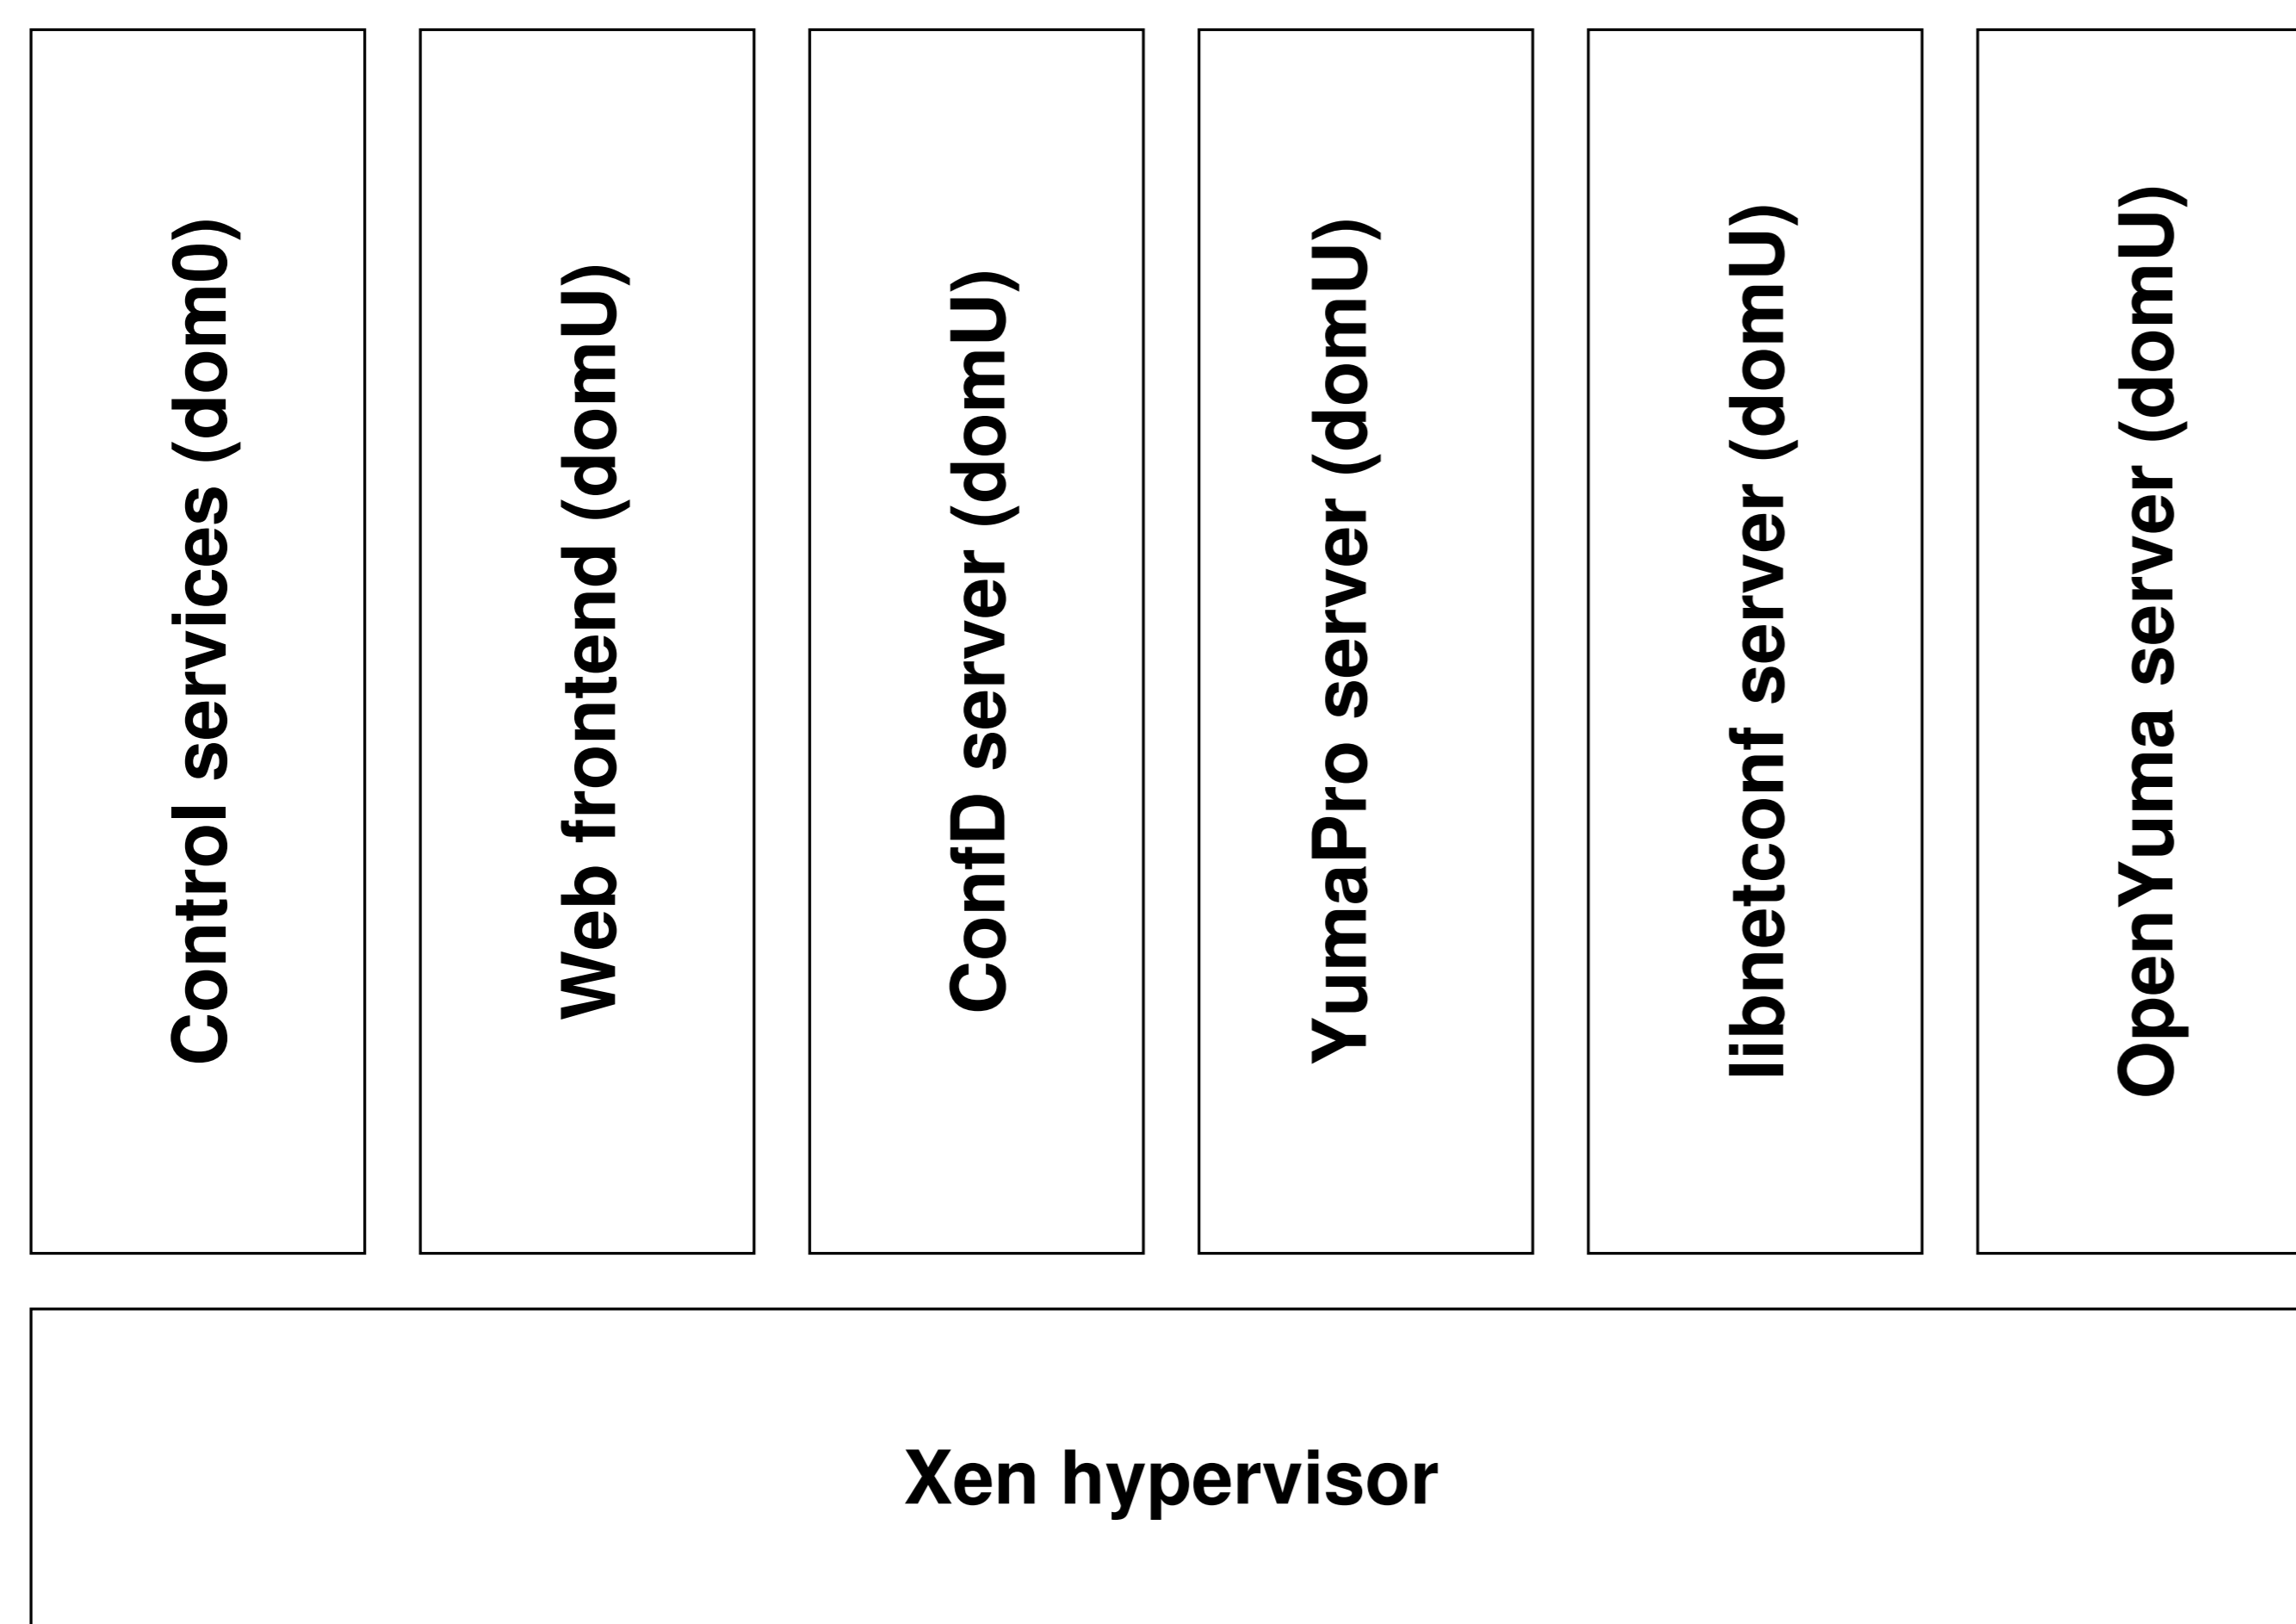 Control services (dom0)
Web frontend (domU)
ConfD server (domU)
YumaPro server (domU)
libnetconf server (domU)
OpenYuma server (domU)
Xen hypervisor